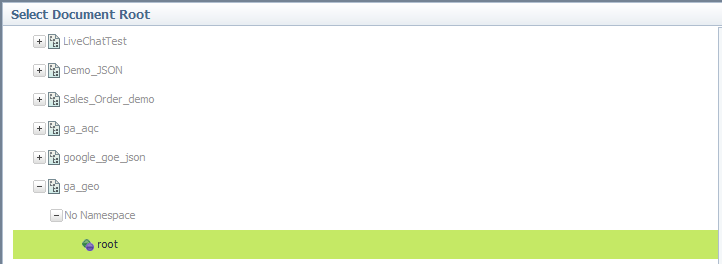 Select Document Root
LiveChatTest
Demo_JSON
Sales_Order_demo
ga_aqc
google_goe_json
ga_geo
No Namespace
root